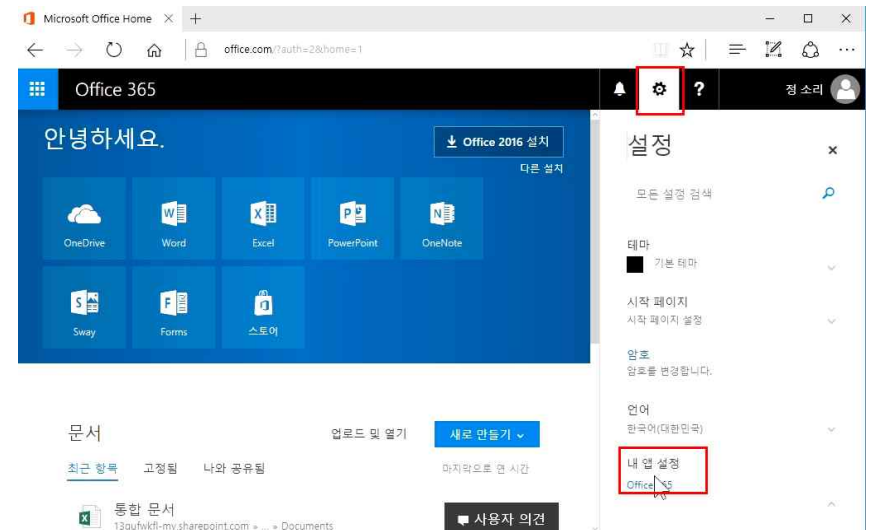 Microsoft Office Home
office.com/?auth=2&home=1
Office 365
?
정 소리
안녕하세요.
Office 2016 설치
다른 설치
OneDrive
Word
Excel
PowerPoint
OneNote
Sway
Forms
스토어
설정
모든 설정 검색
테마
기본 테마
시작 페이지
시작 페이지 설정
암호
암호를 변경합니다.
언어
한국어(대한민국)
내 앱 설정
Office 365
문서
업로드 및 열기
새로 만들기
최근 항목
고정됨
나와 공유됨
마지막으로 연 시간
통합 문서
사용자 의견